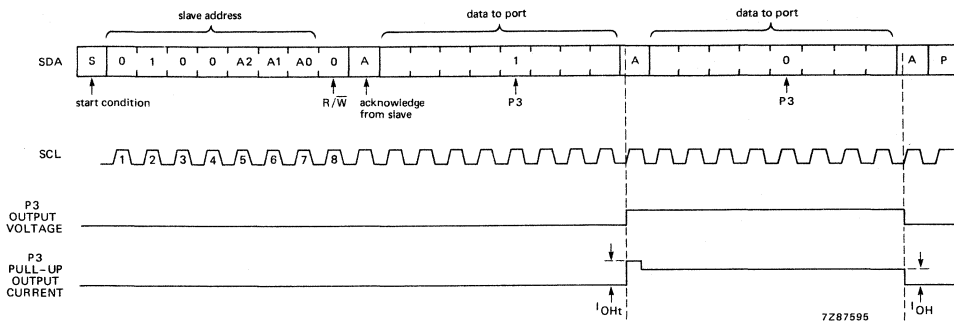 slave address
data to port
data to port
SDA
S 0 1 0 0 A2 A1 A0 0 A 1 A 0 A P
start condition
R/W̅
acknowledge
from slave
P3
P3
SCL
1 2 3 4 5 6 7 8
P3
OUTPUT
VOLTAGE
P3
PULL-UP
OUTPUT
CURRENT
IOHt
IOH
7Z87595